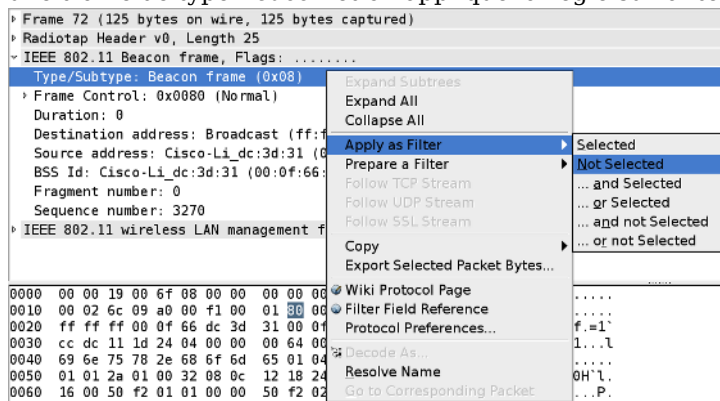 Frame 72 (125 bytes on wire, 125 bytes captured)
Radiotap Header v0, Length 25
IEEE 802.11 Beacon frame, Flags: ........
Type/Subtype: Beacon frame (0x08)
Frame Control: 0x0080 (Normal)
Duration: 0
Destination address: Broadcast (ff:f
Source address: Cisco-Li_dc:3d:31 (0
BSS Id: Cisco-Li_dc:3d:31 (00:0f:66:
Fragment number: 0
Sequence number: 3270
IEEE 802.11 wireless LAN management f
Expand Subtrees
Expand All
Collapse All
Apply as Filter
Prepare a Filter
Follow TCP Stream
Follow UDP Stream
Follow SSL Stream
Copy
Export Selected Packet Bytes...
Wiki Protocol Page
Filter Field Reference
Protocol Preferences...
Decode As...
Resolve Name
Go to Corresponding Packet
Selected
Not Selected
... and Selected
... or Selected
... and not Selected
... or not Selected
0000 00 00 19 00 6f 08 00 00 00 00 00
0010 00 02 6c 09 a0 00 f1 00 01 80 00 .....
0020 ff ff ff 00 0f 66 dc 3d 31 00 0f f.=1`
0030 cc dc 11 1d 24 04 00 00 00 64 00 1...l
0040 69 6e 75 78 2e 68 6f 6d 65 01 04 .....
0050 01 01 2a 01 00 32 08 0c 12 18 24 0H`l.
0060 16 00 50 f2 01 01 00 00 50 f2 02 ...P.